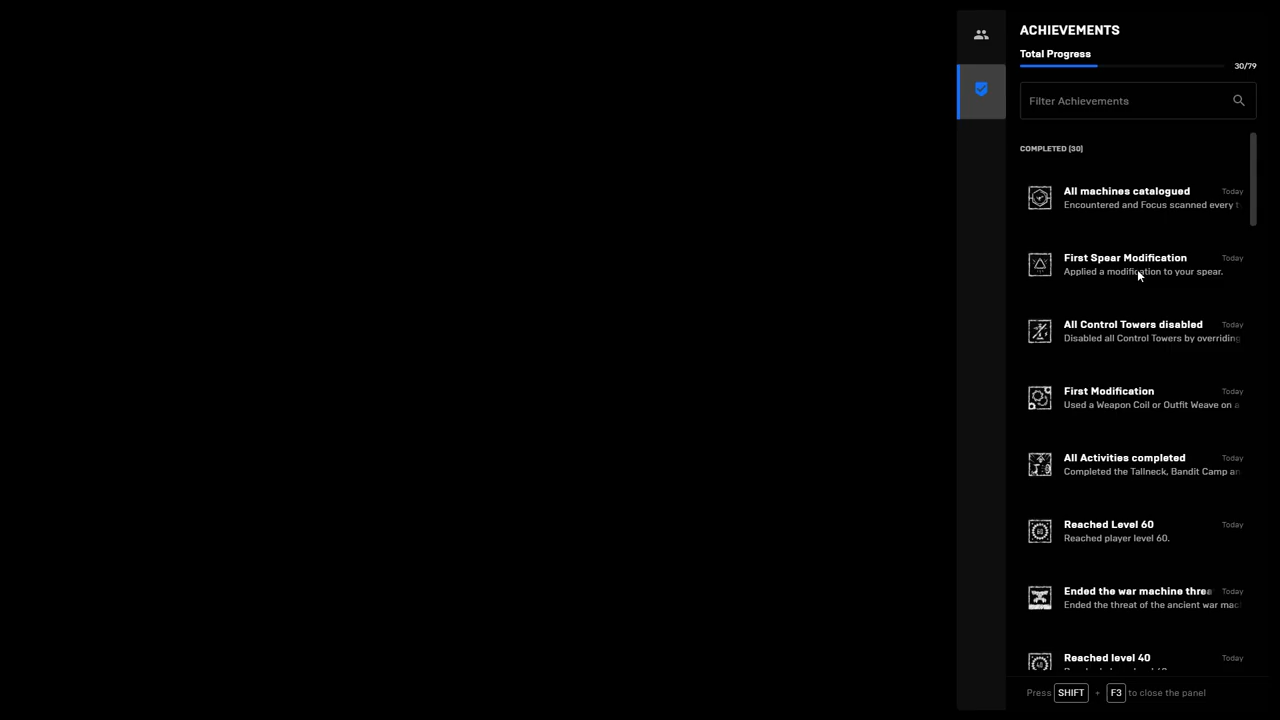 ACHIEVEMENTS
Total Progress
30/79
Filter Achievements
COMPLETED (30)
All machines catalogued Today
Encountered and Focus scanned every t
First Spear Modification Today
Applied a modification to your spear.
All Control Towers disabled Today
Disabled all Control Towers by overriding
First Modification Today
Used a Weapon Coil or Outfit Weave on a
All Activities completed Today
Completed the Tallneck, Bandit Camp an
Reached Level 60 Today
Reached player level 60.
Ended the war machine threa Today
Ended the threat of the ancient war mac
Reached level 40 Today
Press SHIFT + F3 to close the panel